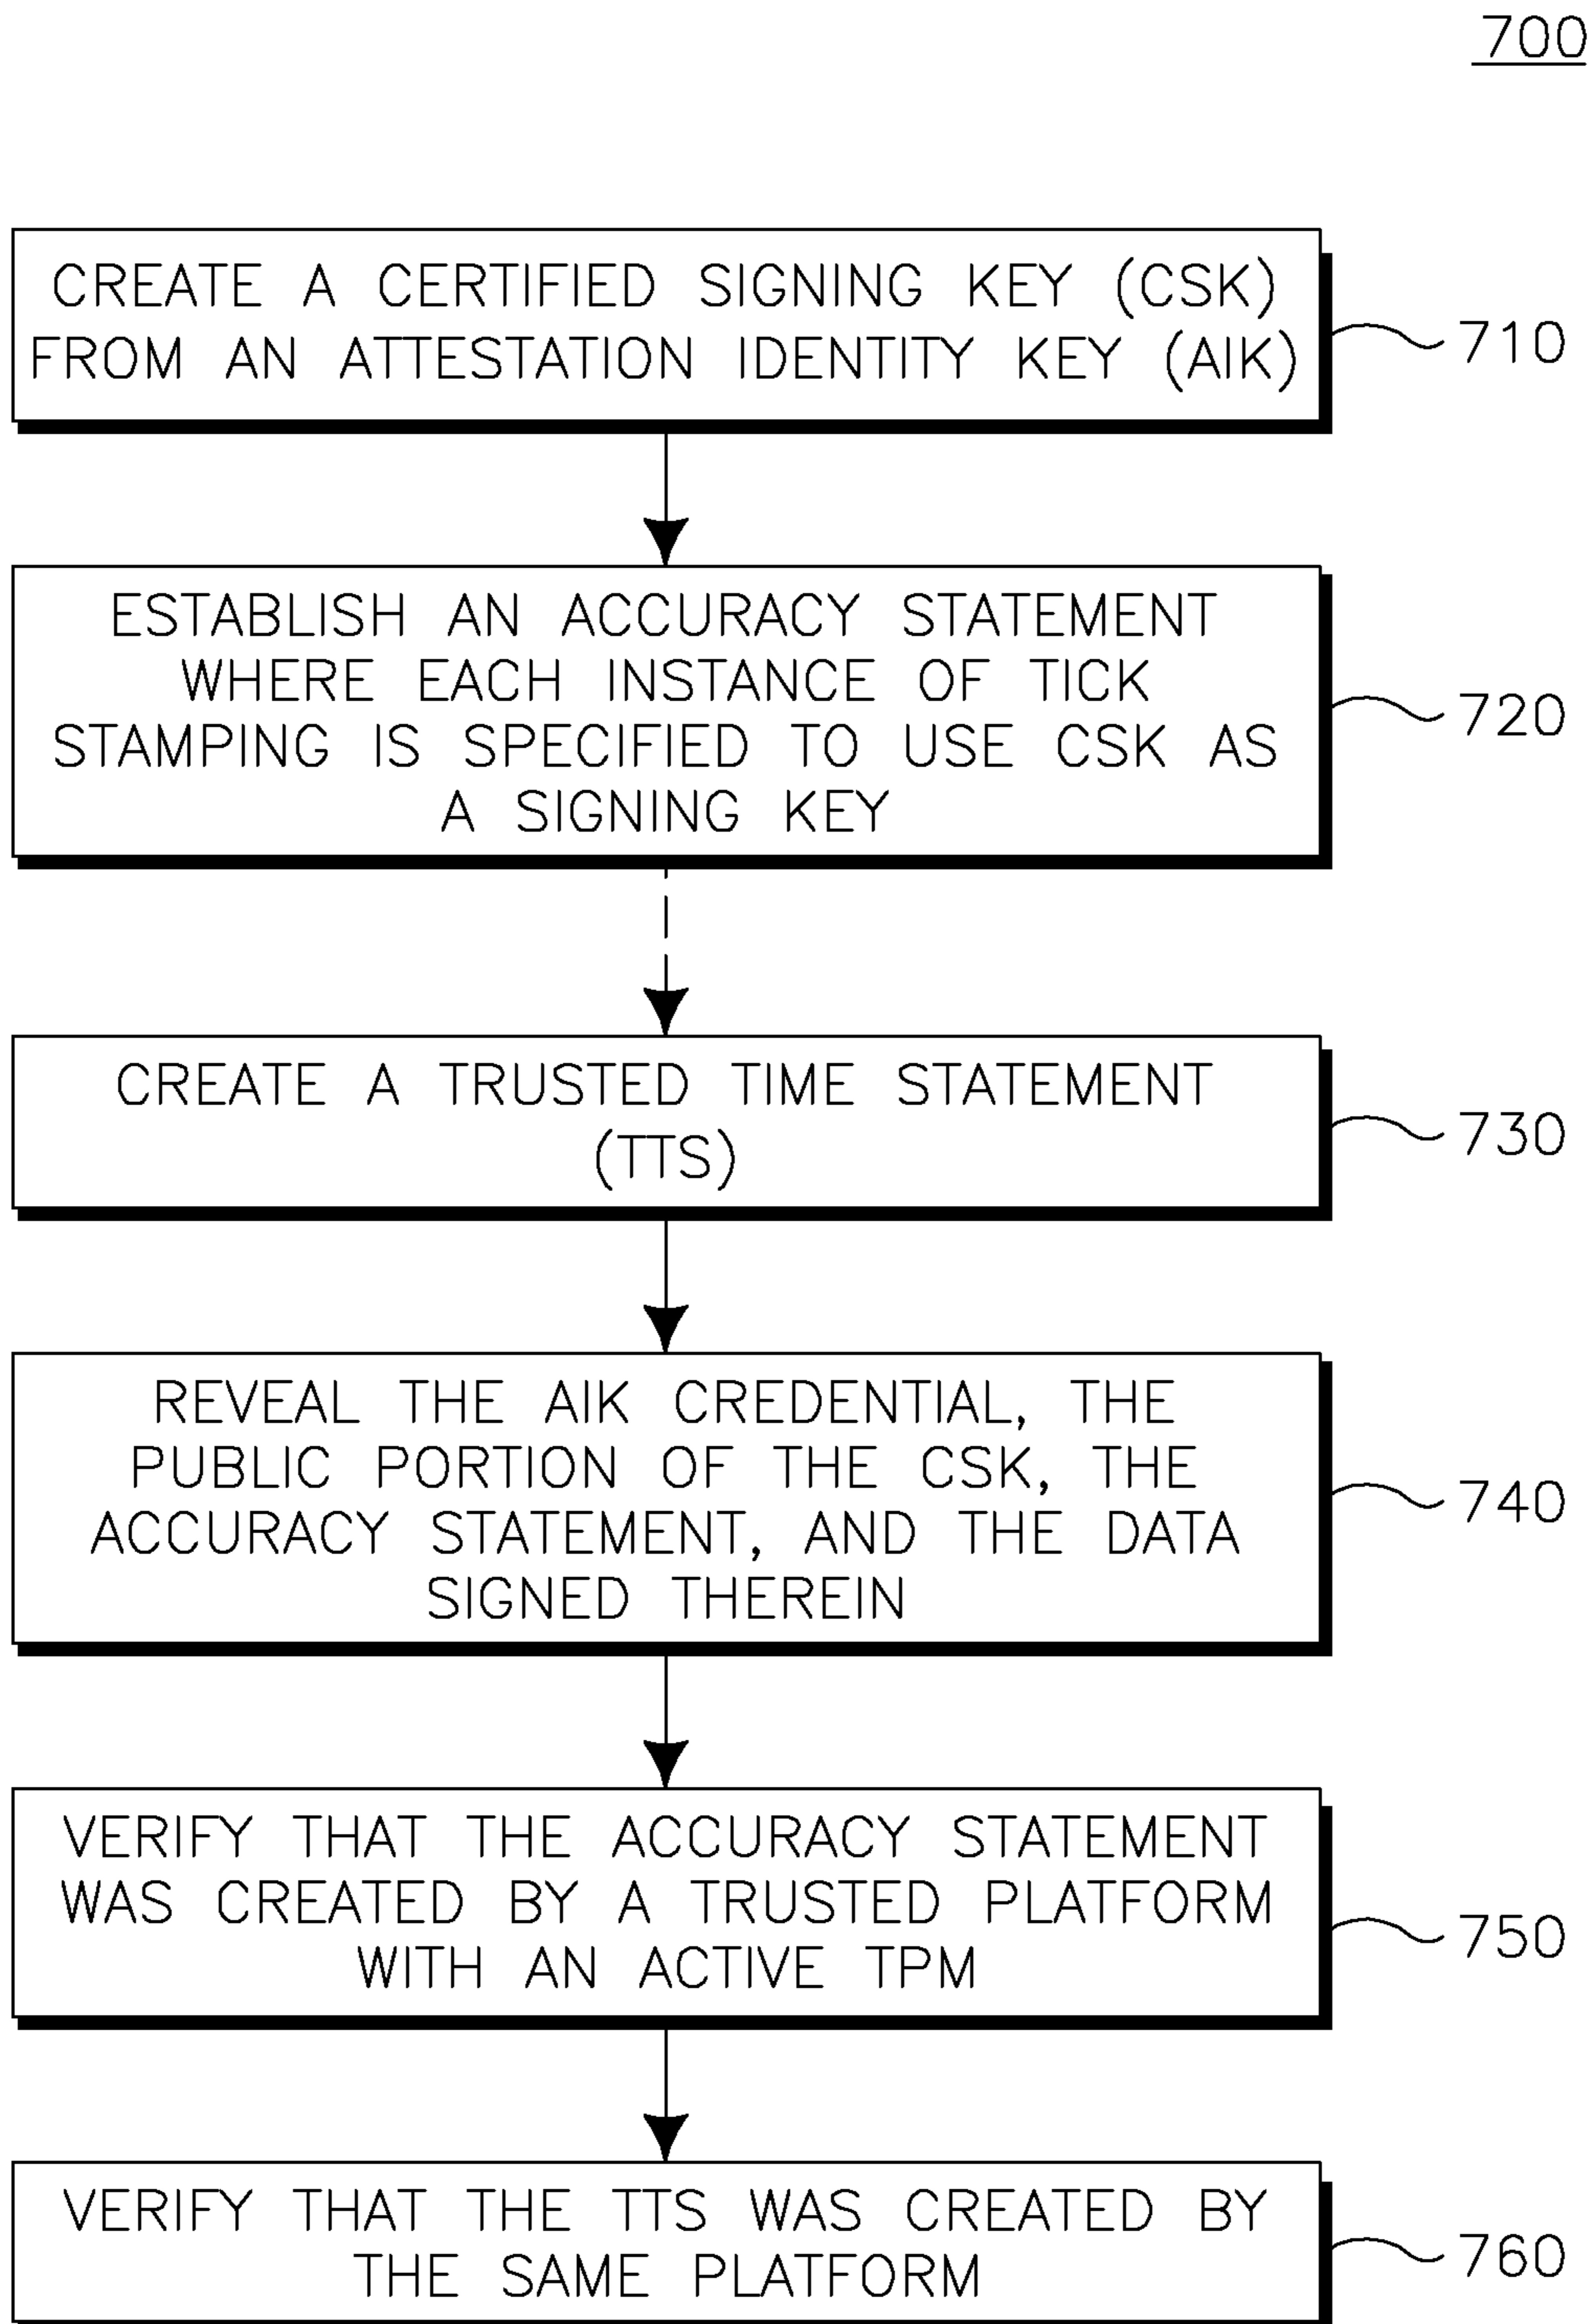 700
CREATE A CERTIFIED SIGNING KEY (CSK)
FROM AN ATTESTATION IDENTITY KEY (AIK)
710
ESTABLISH AN ACCURACY STATEMENT
WHERE EACH INSTANCE OF TICK
STAMPING IS SPECIFIED TO USE CSK AS
A SIGNING KEY
720
CREATE A TRUSTED TIME STATEMENT
(TTS)
730
REVEAL THE AIK CREDENTIAL, THE
PUBLIC PORTION OF THE CSK, THE
ACCURACY STATEMENT, AND THE DATA
SIGNED THEREIN
740
VERIFY THAT THE ACCURACY STATEMENT
WAS CREATED BY A TRUSTED PLATFORM
WITH AN ACTIVE TPM
750
VERIFY THAT THE TTS WAS CREATED BY
THE SAME PLATFORM
760